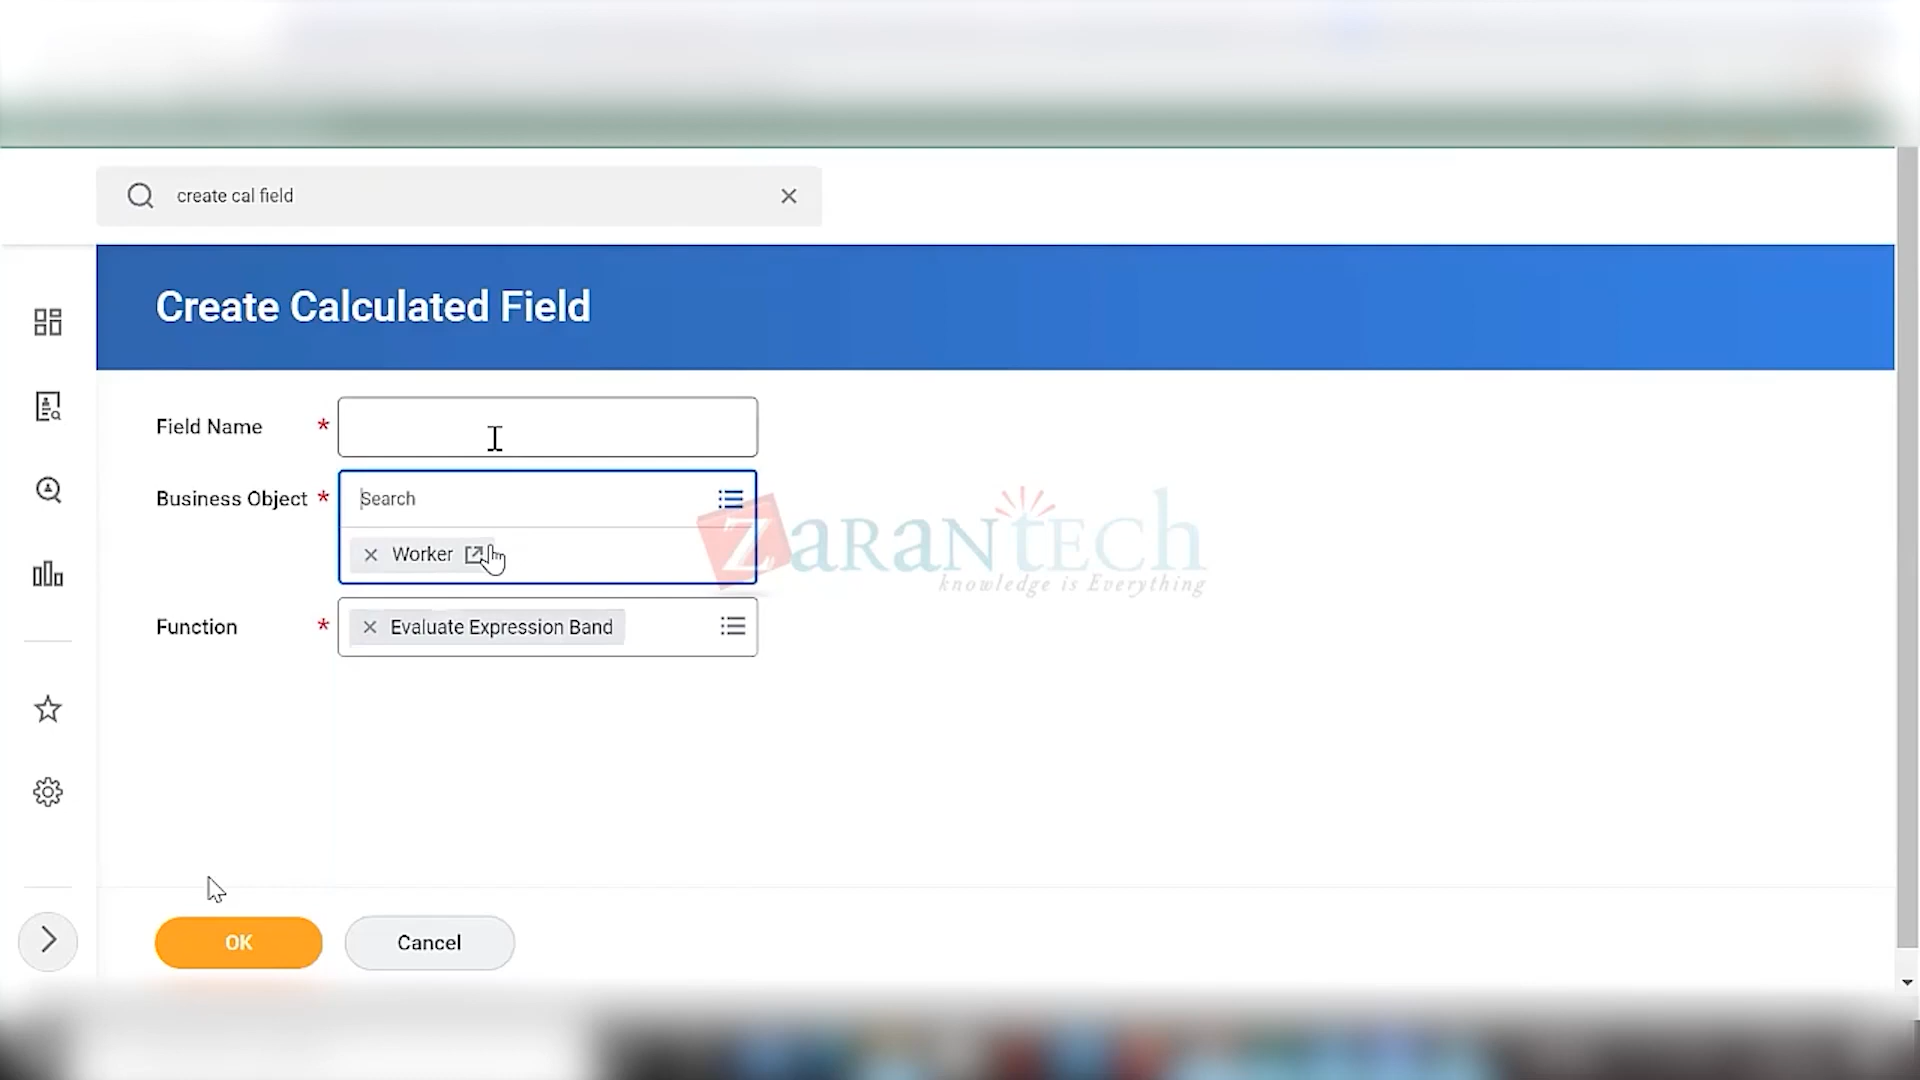 create cal field
Create Calculated Field
Field Name *
Business Object *
Search
Worker
Function *
Evaluate Expression Band
OK
Cancel
ZARANTECH
knowledge is Everything